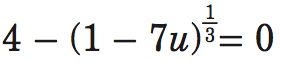 4 − (1 − 7u)^{1/3} = 0